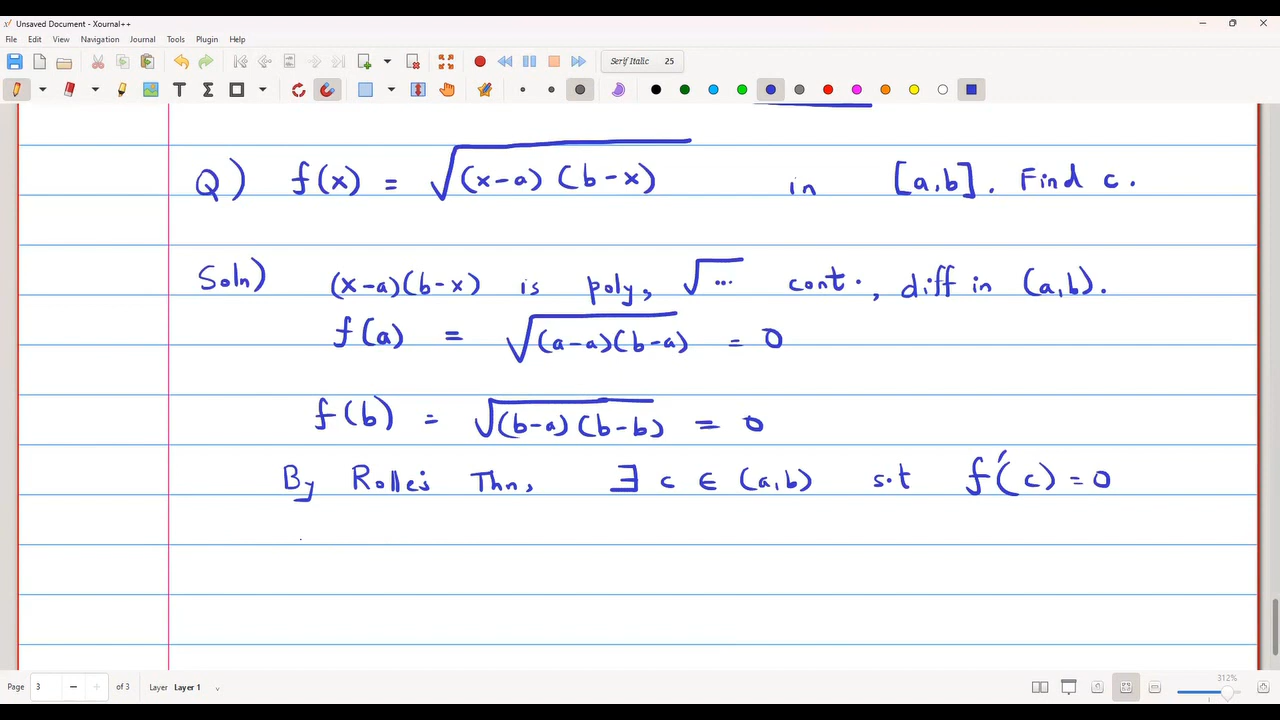 Unsaved Document - Xournal++
File Edit View Navigation Journal Tools Plugin Help
Serif Italic 25
Q) f(x) = √(x-a) (b-x) in [a,b]. Find c.
Soln) (x-a)(b-x) is poly, √... cont., diff in (a,b).
f(a) = √(a-a)(b-a) = 0
f(b) = √(b-a)(b-b) = 0
By Rolle's Thm, ∃ c ∈ (a,b) s.t f'(c) = 0
Page 3 of 3 Layer Layer 1 312%